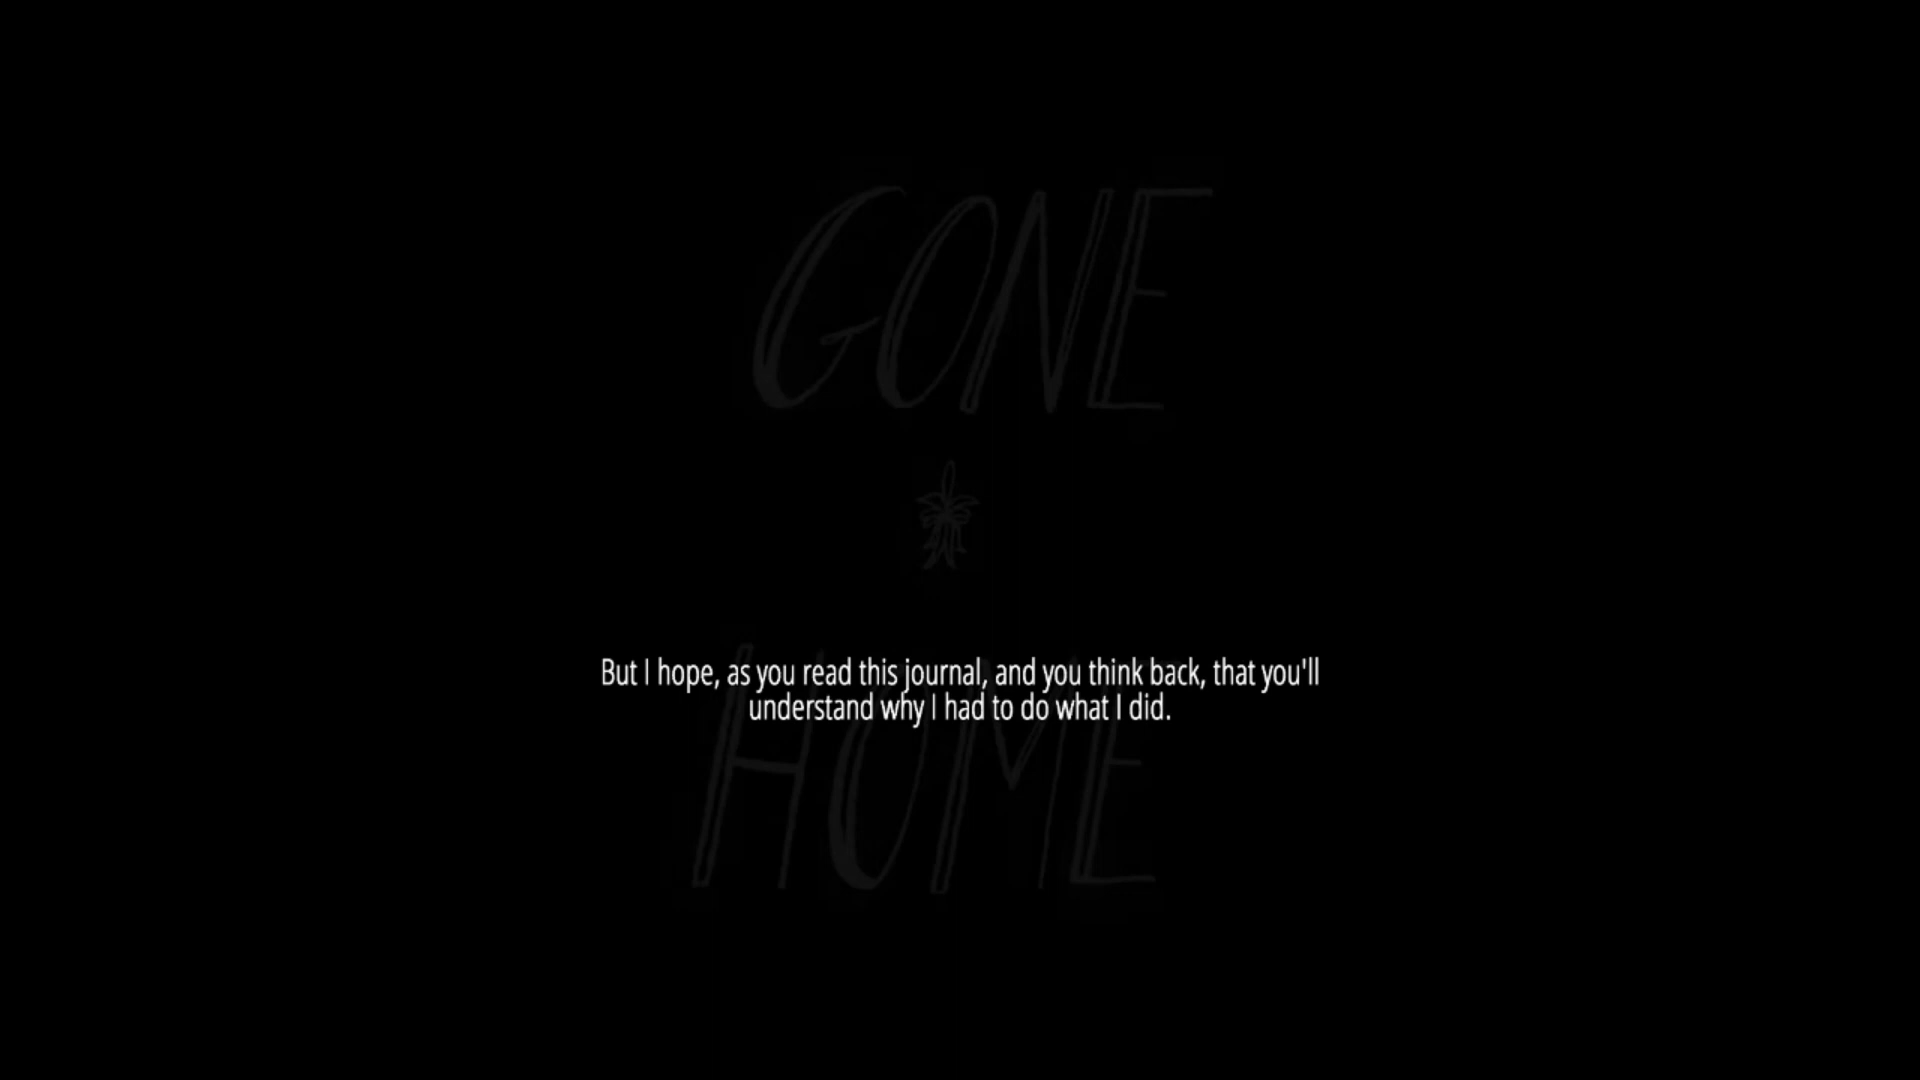 GONE
But I hope, as you read this journal, and you think back, that you'll
understand why I had to do what I did.
HOME